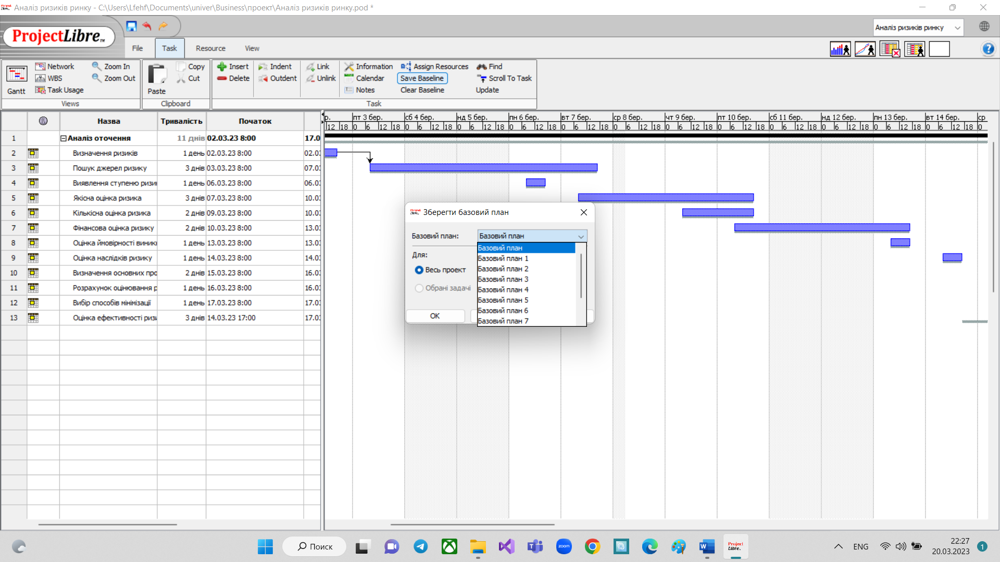 Аналіз ризиків ринку - C:\Users\Lfehf\Documents\univer\Business\проект\Аналіз ризиків ринку.pod *
ProjectLibre™
Аналіз ризиків ринку
File Task Resource View
Gantt Network WBS Task Usage Zoom In Zoom Out Views
Paste Copy Cut Clipboard
Insert Delete Indent Outdent Link Unlink
Information Calendar Notes Assign Resources Save Baseline Clear Baseline Find Scroll To Task Update
Task
Назва Тривалість Початок
1 Аналіз оточення 11 днів 02.03.23 8:00 17.0
2 Визначення ризиків 1 день 02.03.23 8:00 02.0
3 Пошук джерел ризику 3 днів 03.03.23 8:00 07.0
4 Виявлення ступеню ризи 1 день 06.03.23 8:00 06.0
5 Якісна оцінка ризика 3 днів 07.03.23 8:00 10.0
6 Кількісна оцінка ризика 2 днів 09.03.23 8:00 10.0
7 Фінансова оцінка ризику 2 днів 10.03.23 8:00 13.0
8 Оцінка ймовірності виник 1 день 13.03.23 8:00 13.0
9 Оцінка наслідків ризику 1 день 14.03.23 8:00 14.0
10 Визначення основних про 2 днів 15.03.23 8:00 16.0
11 Розрахунок оцінювання р 1 день 16.03.23 8:00 16.0
12 Вибір способів мінімізації 1 день 17.03.23 8:00 17.0
13 Оцінка ефективності ризи 3 днів 14.03.23 17:00 17.0
р. пт 3 бер. сб 4 бер. нд 5 бер. пн 6 бер. вт 7 бер. ср 8 бер. чт 9 бер. пт 10 бер. сб 11 бер. нд 12 бер. пн 13 бер. вт 14 бер. ср
12 18 0 6 12 18 0 6 12 18 0 6 12 18 0 6 12 18 0 6 12 18 0 6 12 18 0 6 12 18 0 6 12 18 0 6 12 18 0 6 12 18 0 6 12 18 0 6 12 18 0
Зберегти базовий план
Базовий план: Базовий план
Базовий план
Базовий план 1
Базовий план 2
Базовий план 3
Базовий план 4
Базовий план 5
Базовий план 6
Базовий план 7
Для:
Весь проект
Обрані задачі
OK
Поиск
zoom
Project Libre
ENG
22:27
20.03.2023
1